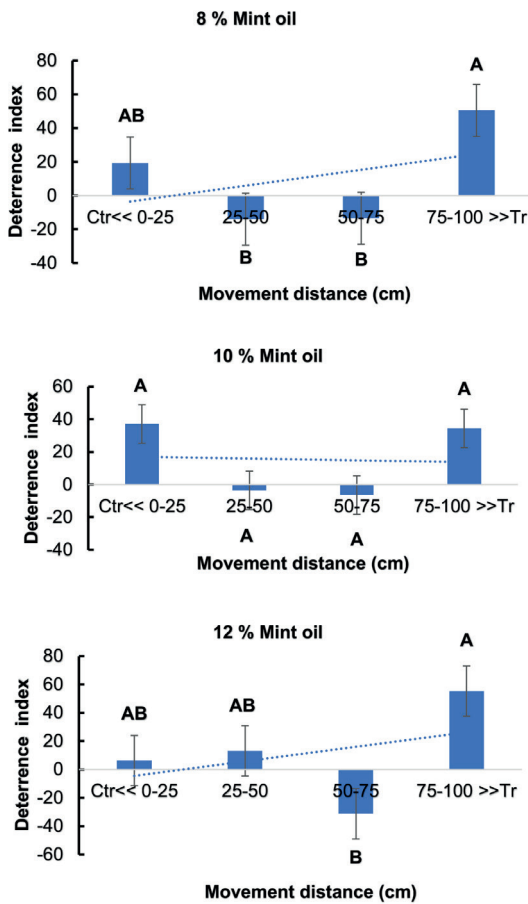 8 % Mint oil
Deterrence index
80
60
40
20
0
-20
-40
AB
B
B
A
Ctr<< 0-25 25-50 50-75 75-100 >>Tr
Movement distance (cm)
10 % Mint oil
Deterrence index
60
40
20
0
-20
-40
A
A
A
A
Ctr<< 0-25 25-50 50-75 75-100 >>Tr
Movement distance (cm)
12 % Mint oil
Deterrence index
80
60
40
20
0
-20
-40
-60
AB
AB
B
A
Ctr<< 0-25 25-50 50-75 75-100 >>Tr
Movement distance (cm)